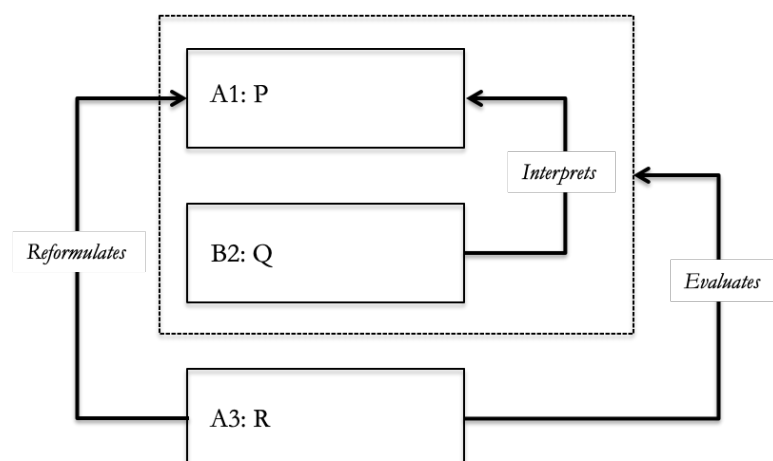 A1: P
Interprets
B2: Q
Reformulates
Evaluates
A3: R